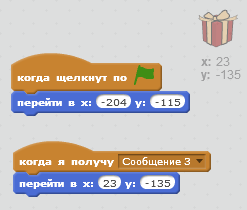 x: 23
y: -135
когда щелкнут по
перейти в x: -204 y: -115
когда я получу Сообщение 3
перейти в x: 23 y: -135